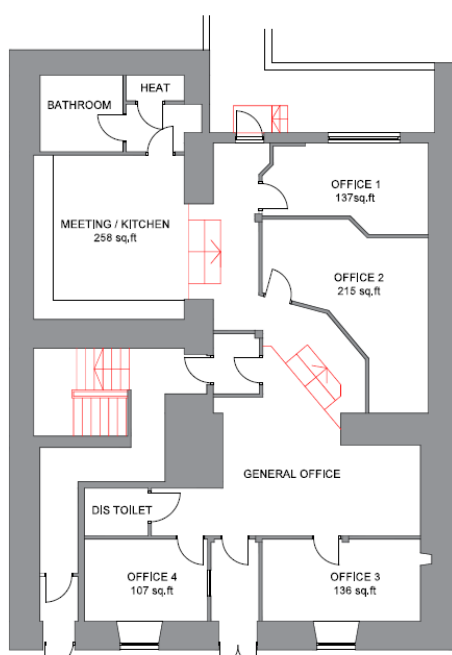 HEAT
BATHROOM
OFFICE 1
137sq.ft
MEETING / KITCHEN
258 sq,ft
OFFICE 2
215 sq,ft
GENERAL OFFICE
DIS TOILET
OFFICE 4
107 sq.ft
OFFICE 3
136 sq.ft